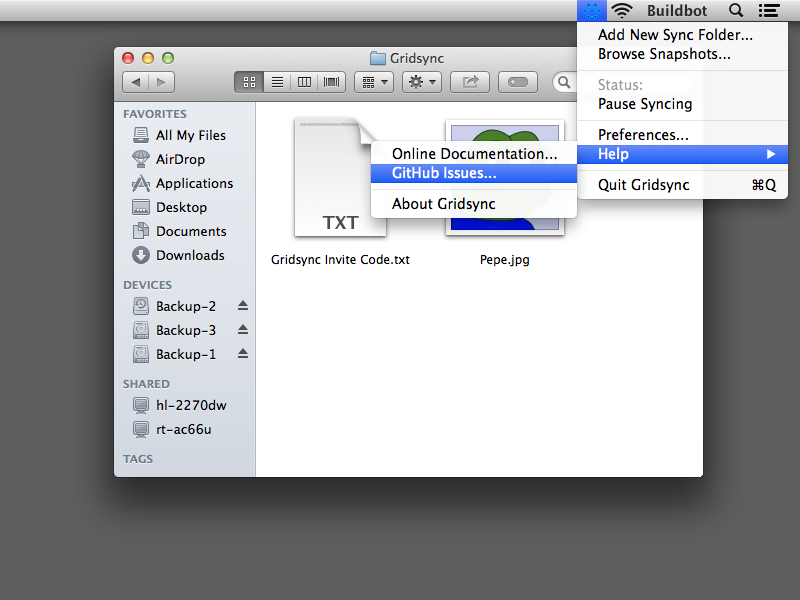 Buildbot
Add New Sync Folder...
Browse Snapshots...
Status:
Pause Syncing
Preferences...
Help
Quit Gridsync ⌘Q
Online Documentation...
GitHub Issues...
About Gridsync
Gridsync
FAVORITES
All My Files
AirDrop
Applications
Desktop
Documents
Downloads
DEVICES
Backup-2
Backup-3
Backup-1
SHARED
hl-2270dw
rt-ac66u
TAGS
TXT
Gridsync Invite Code.txt
Pepe.jpg